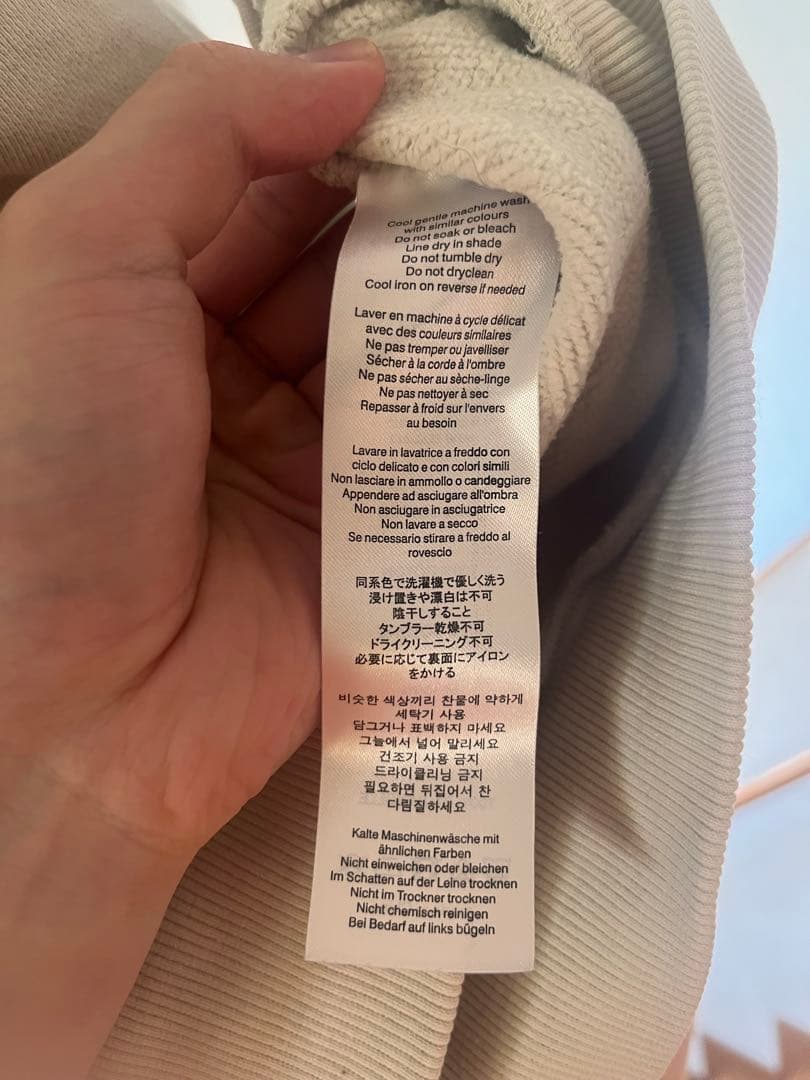 Cool gentle machine wash
with similar colours
Do not soak or bleach
Line dry in shade
Do not tumble dry
Do not dryclean
Cool iron on reverse if needed
Laver en machine à cycle délicat
avec des couleurs similaires
Ne pas tremper ou javelliser
Sécher à la corde à l'ombre
Ne pas sécher au sèche-linge
Ne pas nettoyer à sec
Repasser à froid sur l'envers
au besoin
Lavare in lavatrice a freddo con
ciclo delicato e con colori simili
Non lasciare in ammollo o candeggiare
Appendere ad asciugare all'ombra
Non asciugare in asciugatrice
Non lavare a secco
Se necessario stirare a freddo al
rovescio
同系色で洗濯機で優しく洗う
浸け置きや漂白は不可
陰干しすること
タンブラー乾燥不可
ドライクリーニング不可
必要に応じて裏面にアイロン
をかける
비슷한 색상끼리 찬물에 약하게
세탁기 사용
담그거나 표백하지 마세요
그늘에서 널어 말리세요
건조기 사용 금지
드라이클리닝 금지
필요하면 뒤집어서 찬
다림질하세요
Kalte Maschinenwäsche mit
ähnlichen Farben
Nicht einweichen oder bleichen
Im Schatten auf der Leine trocknen
Nicht im Trockner trocknen
Nicht chemisch reinigen
Bei Bedarf auf links bügeln